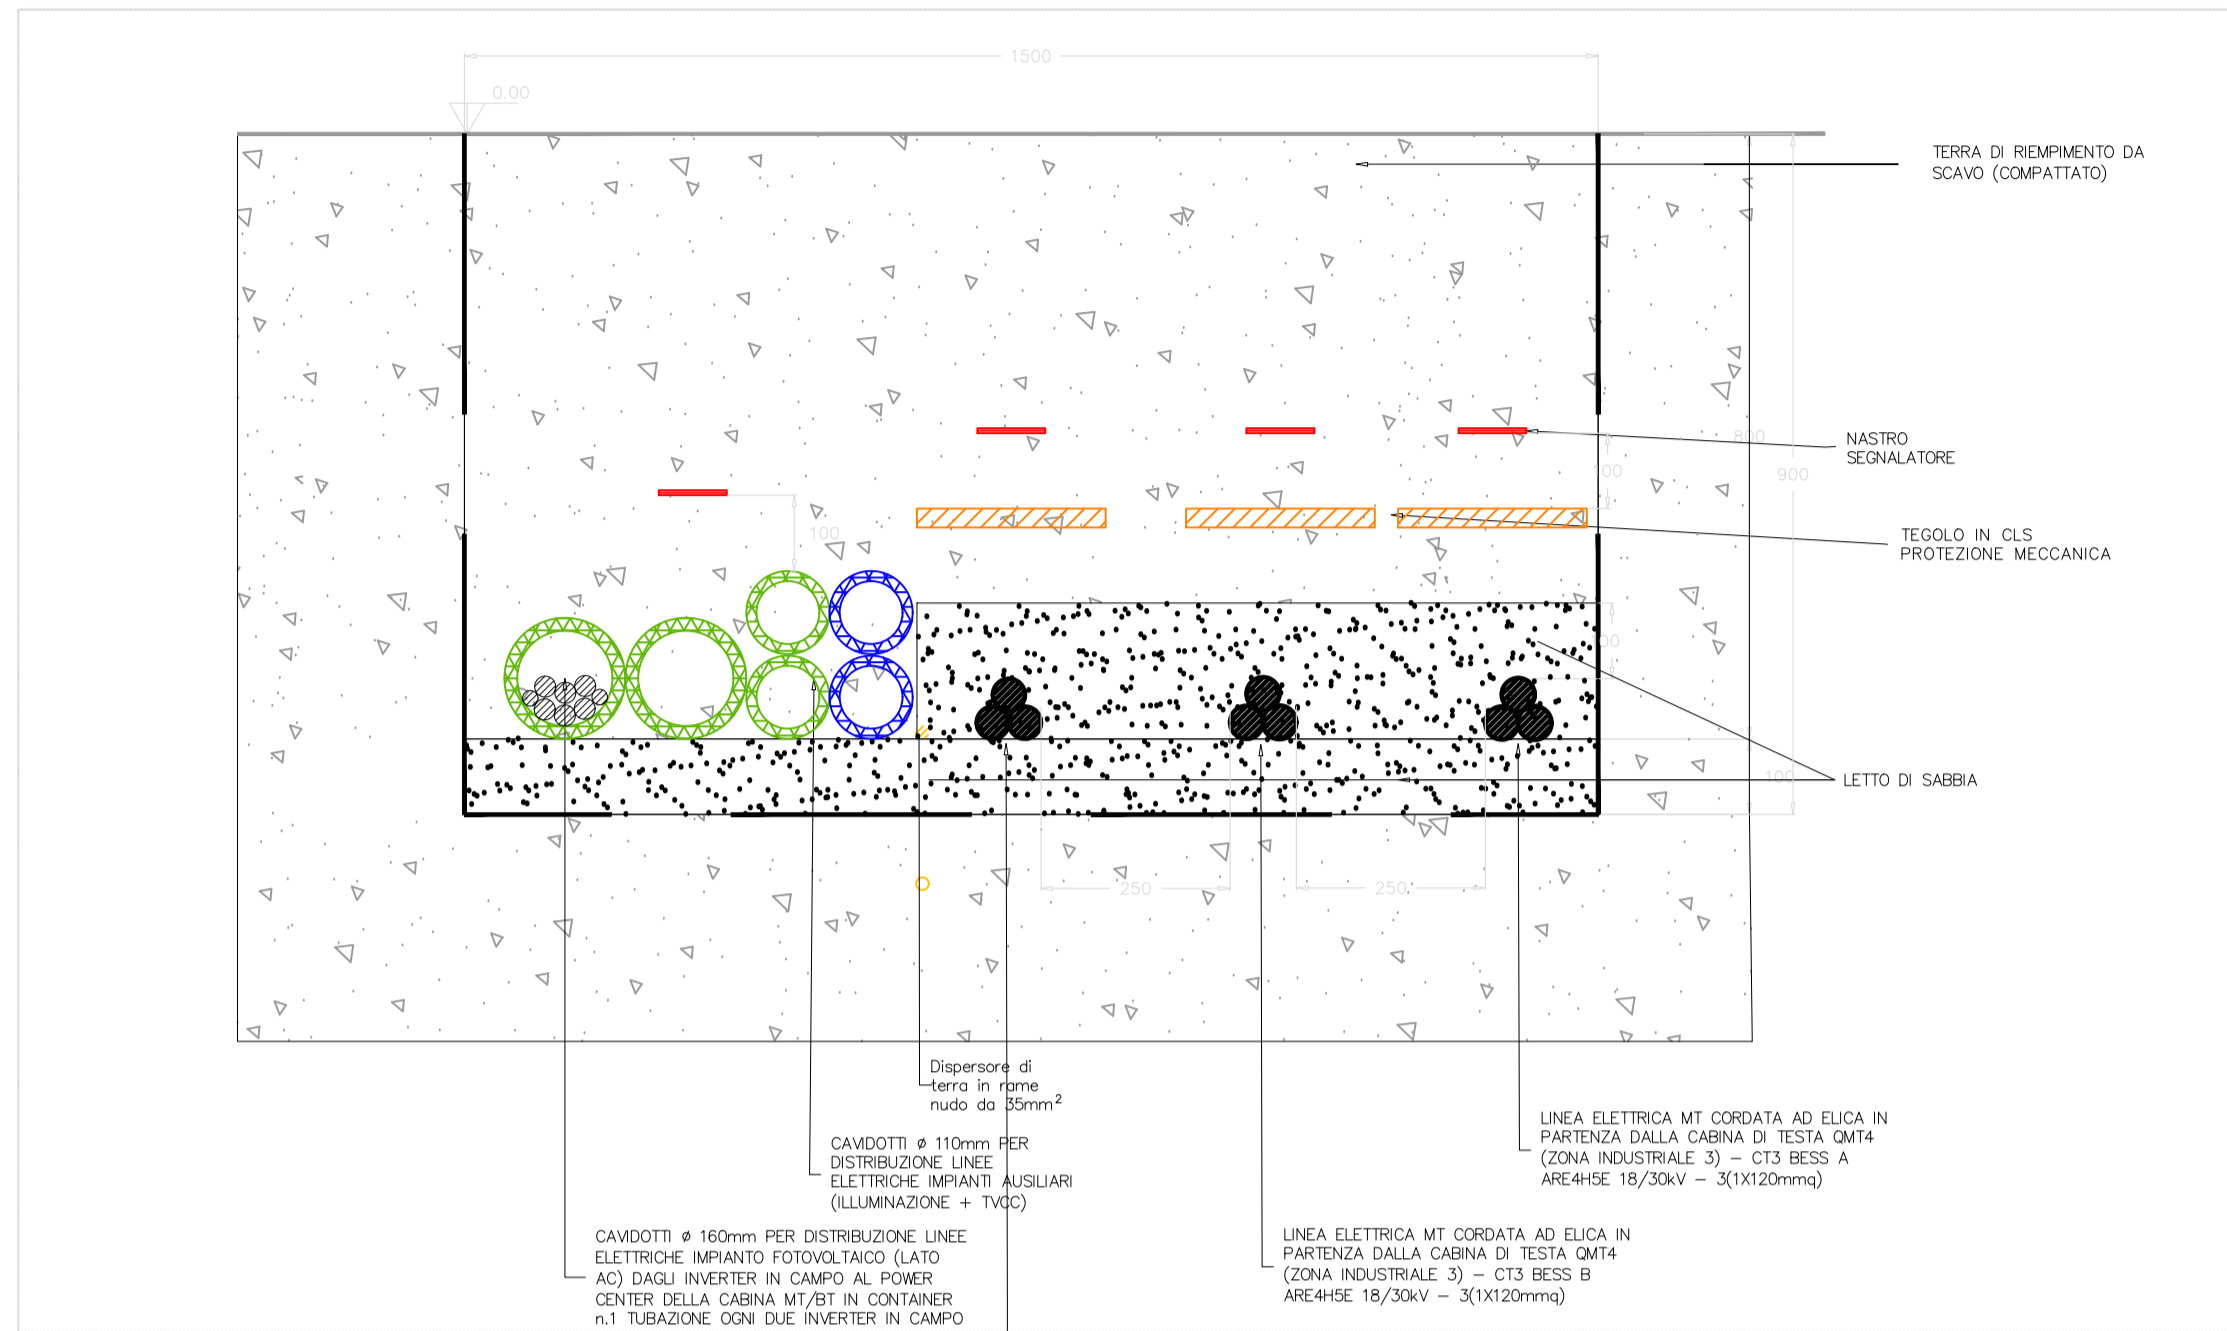 1500
0.00
TERRA DI RIEMPIMENTO DA
SCAVO (COMPATTATO)
800
NASTRO
SEGNALATORE
100
900
100
TEGOLO IN CLS
PROTEZIONE MECCANICA
100
100
LETTO DI SABBIA
250
250
Dispersore di
terra in rame
nudo da 35mm²
CAVIDOTTI ø 110mm PER
DISTRIBUZIONE LINEE
ELETTRICHE IMPIANTI AUSILIARI
(ILLUMINAZIONE + TVCC)
LINEA ELETTRICA MT CORDATA AD ELICA IN
PARTENZA DALLA CABINA DI TESTA QMT4
(ZONA INDUSTRIALE 3) – CT3 BESS A
ARE4H5E 18/30kV – 3(1X120mmq)
CAVIDOTTI ø 160mm PER DISTRIBUZIONE LINEE
ELETTRICHE IMPIANTO FOTOVOLTAICO (LATO
AC) DAGLI INVERTER IN CAMPO AL POWER
CENTER DELLA CABINA MT/BT IN CONTAINER
n.1 TUBAZIONE OGNI DUE INVERTER IN CAMPO
LINEA ELETTRICA MT CORDATA AD ELICA IN
PARTENZA DALLA CABINA DI TESTA QMT4
(ZONA INDUSTRIALE 3) – CT3 BESS B
ARE4H5E 18/30kV – 3(1X120mmq)